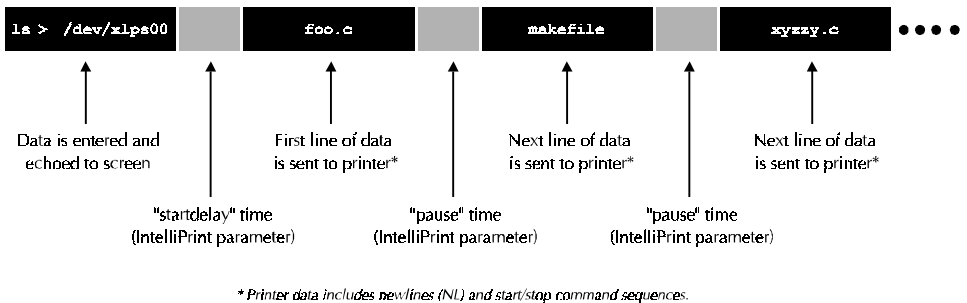 ls > /dev/xlps00
foo.c
makefile
xyzzy.c
Data is entered and
echoed to screen
First line of data
is sent to printer*
Next line of data
is sent to printer*
Next line of data
is sent to printer*
"startdelay" time
(IntelliPrint parameter)
"pause" time
(IntelliPrint parameter)
"pause" time
(IntelliPrint parameter)
* Printer data includes newlines (NL) and start/stop command sequences.